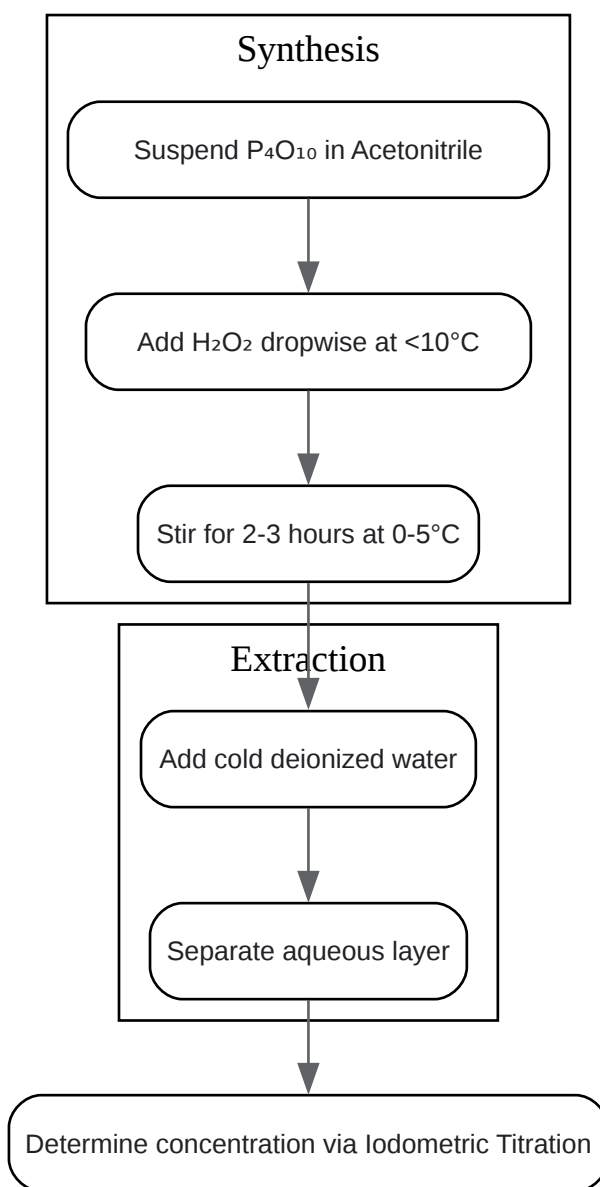 Synthesis
Suspend P₄O₁₀ in Acetonitrile
Add H₂O₂ dropwise at <10°C
Stir for 2-3 hours at 0-5°C
Extraction
Add cold deionized water
Separate aqueous layer
Determine concentration via Iodometric Titration